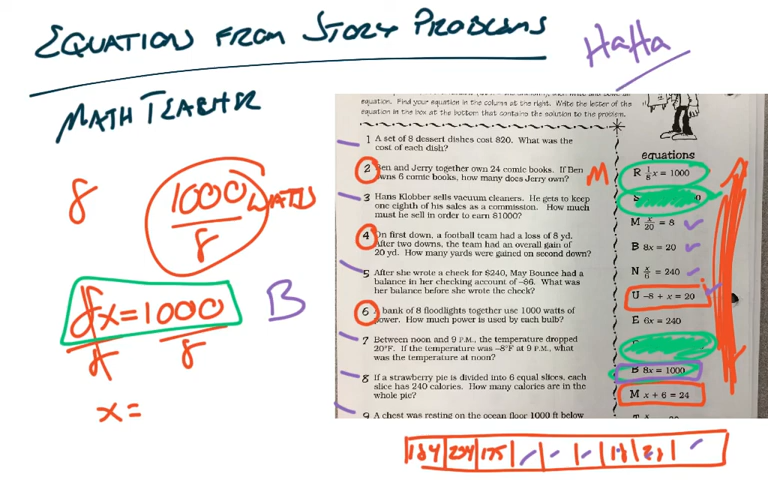 EQUATIONS FROM STORY PROBLEMS
HaHa
MATH TEACHER
equation. Find your equation in the column at the right. Write the letter of the
equation in the box at the bottom that contains the solution to the problem.
1 A set of 8 dessert dishes cost $20. What was the
cost of each dish?
2 Ben and Jerry together own 24 comic books. If Ben
owns 6 comic books, how many does Jerry own?
3 Hans Klobber sells vacuum cleaners. He gets to keep
one eighth of his sales as a commission. How much
must he sell in order to earn $1000?
4 On first down, a football team had a loss of 8 yd.
After two downs, the team had an overall gain of
20 yd. How many yards were gained on second down?
5 After she wrote a check for $240, May Bounce had a
balance in her checking account of –$6. What was
her balance before she wrote the check?
6 A bank of 8 floodlights together use 1000 watts of
power. How much power is used by each bulb?
7 Between noon and 9 P.M., the temperature dropped
20°F. If the temperature was –8°F at 9 P.M., what
was the temperature at noon?
8 If a strawberry pie is divided into 6 equal slices, each
slice has 240 calories. How many calories are in the
whole pie?
9 A chest was resting on the ocean floor 1000 ft below
M
equations
R 1/8 x = 1000
M x/20 = 8
B 8x = 20
N x/6 = 240
U –8 + x = 20
E 6x = 240
B 8x = 1000
M x + 6 = 24
8
1000 WATTS
8
8x = 1000
8 8
B
x =
184 234 175